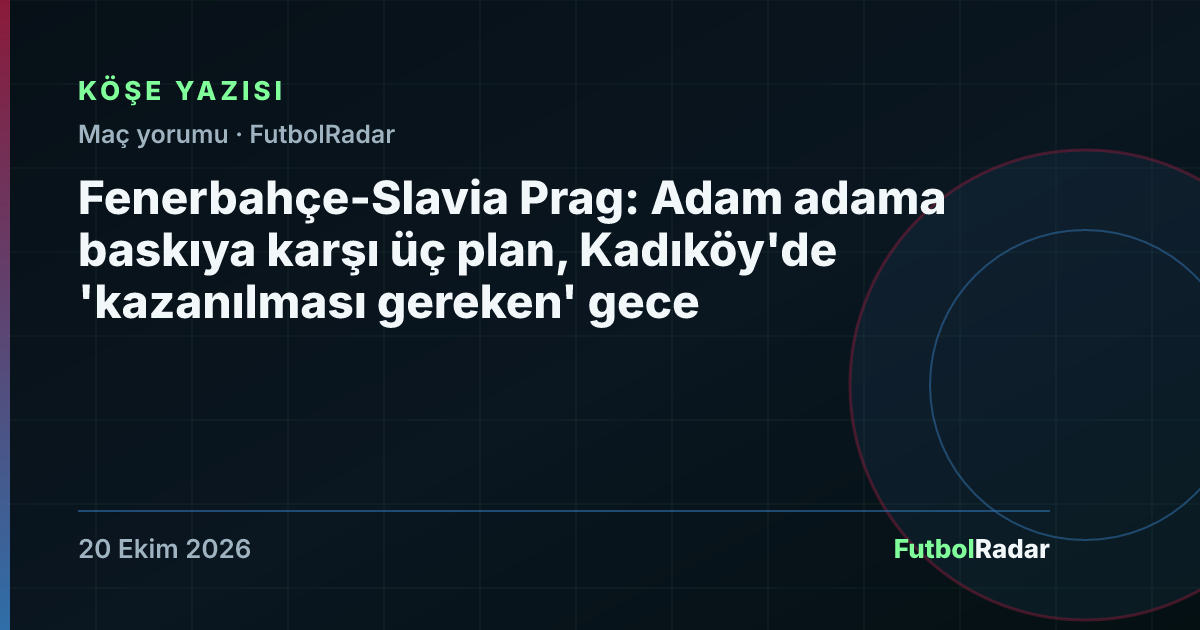 KÖŞE YAZISI
Maç yorumu · FutbolRadar
Fenerbahçe-Slavia Prag: Adam adama
baskıya karşı üç plan, Kadıköy'de
'kazanılması gereken' gece
20 Ekim 2026
FutbolRadar